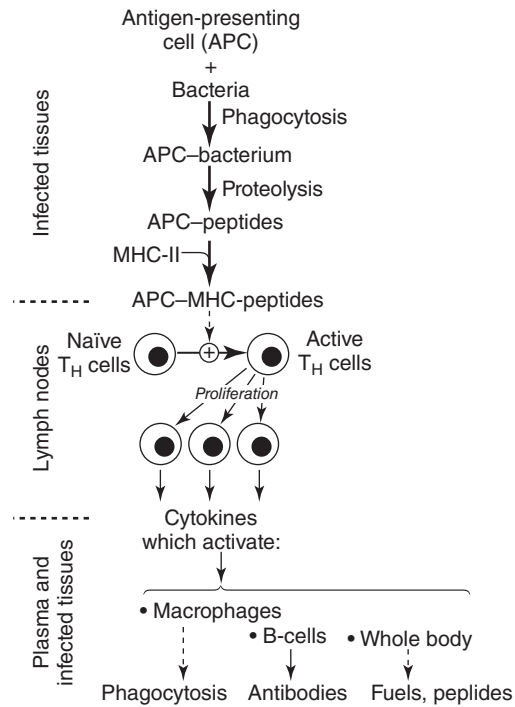 Antigen-presenting
cell (APC)
+
Bacteria
Phagocytosis
APC–bacterium
Proteolysis
APC–peptides
MHC-II
APC–MHC-peptides
Infected tissues
Naïve
T_H cells
+
Active
T_H cells
Proliferation
Lymph nodes
Cytokines
which activate:
• Macrophages
• B-cells
• Whole body
Phagocytosis
Antibodies
Fuels, peplides
Plasma and
infected tissues